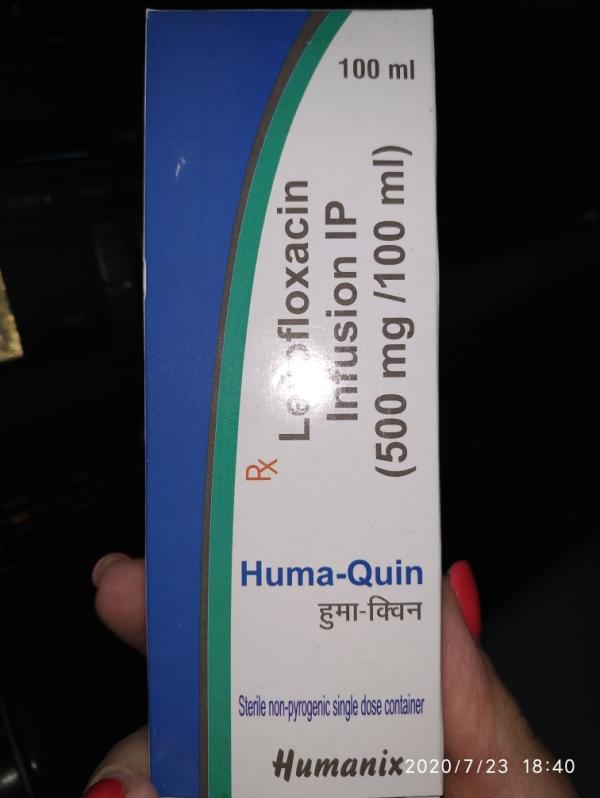 100 ml
Levofloxacin
Infusion IP
(500 mg /100 ml)
Rx
Huma-Quin
हुमा-क्विन
Sterile non-pyrogenic single dose container
Humanix
2020/7/23 18:40